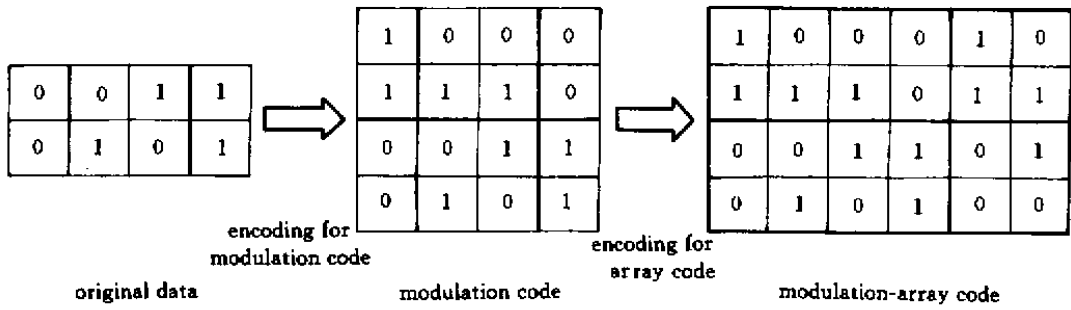 1 0 0 0
1 1 1 0
0 0 1 1
0 1 0 1
1 0 0 0 1 0
1 1 1 0 1 1
0 0 1 1 0 1
0 1 0 1 0 0
0 0 1 1
0 1 0 1
encoding for
modulation code
encoding for
array code
original data
modulation code
modulation-array code